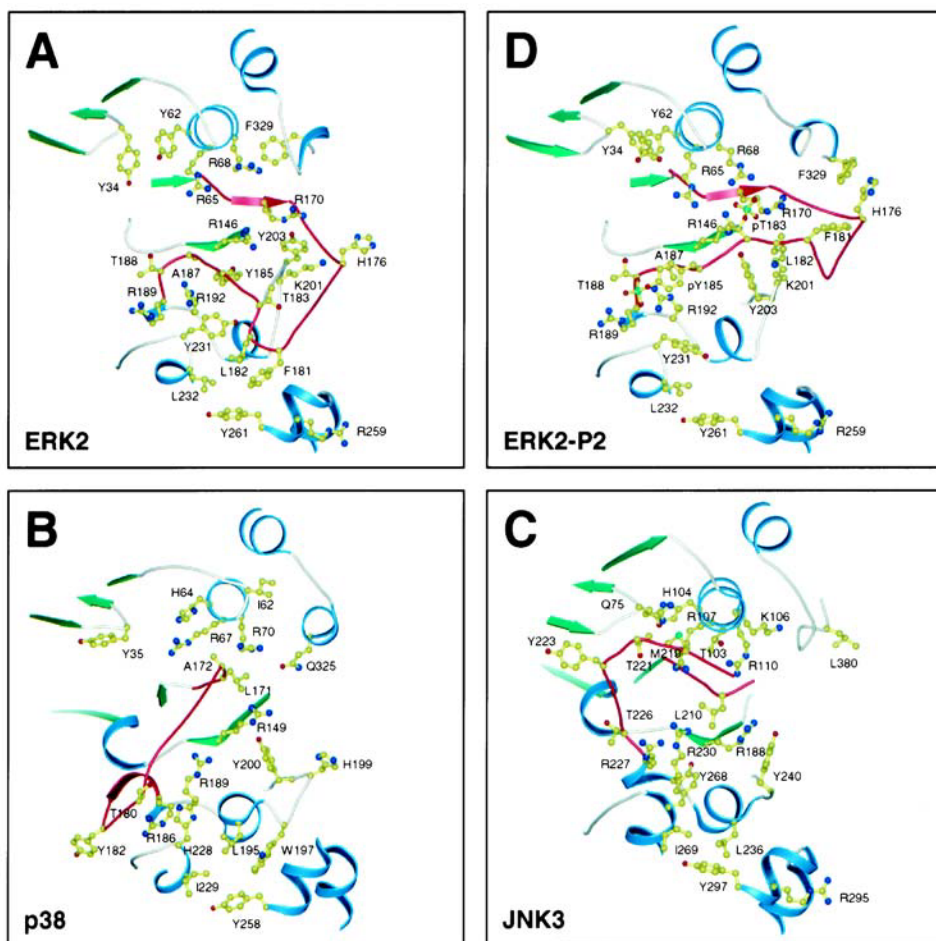 A
Y62
F329
R68
Y34
R65
R170
R146
Y203
H176
T188
A187
Y185
K201
R189
R192
T183
Y231
L182
F181
L232
Y261
R259
ERK2
D
Y62
Y34
R68
R65
F329
R146
R170
H176
pT183
F181
A187
L182
T188
pY185
K201
R192
Y203
R189
Y231
L232
Y261
R259
ERK2-P2
B
H64
I62
R67
R70
Y35
A172
Q325
L171
R149
Y200
H199
R189
T180
Y182
R186
H228
L195
W197
I229
Y258
p38
C
H104
Q75
R107
K106
Y223
M219
T103
T221
R110
L380
T226
L210
R230
R188
R227
Y268
Y240
I269
L236
Y297
R295
JNK3